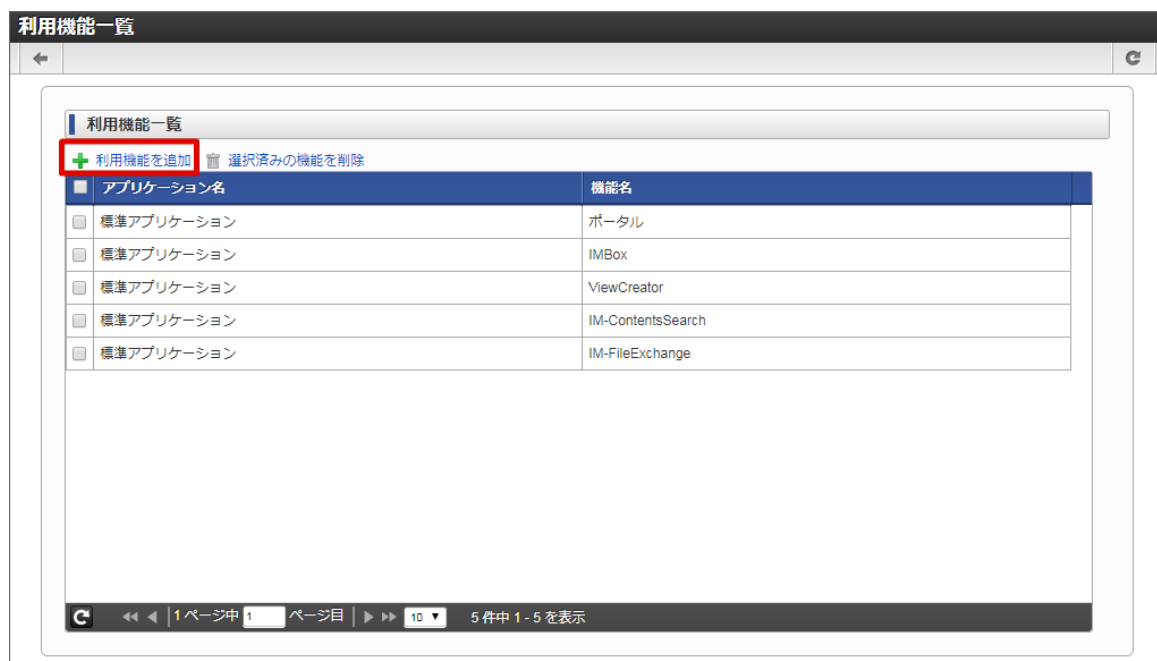 利用機能一覧
利用機能一覧
利用機能を追加 選択済みの機能を削除
アプリケーション名 機能名
標準アプリケーション ポータル
標準アプリケーション IMBox
標準アプリケーション ViewCreator
標準アプリケーション IM-ContentsSearch
標準アプリケーション IM-FileExchange
1 ページ中 1 ページ目 10 5 件中 1 - 5 を表示